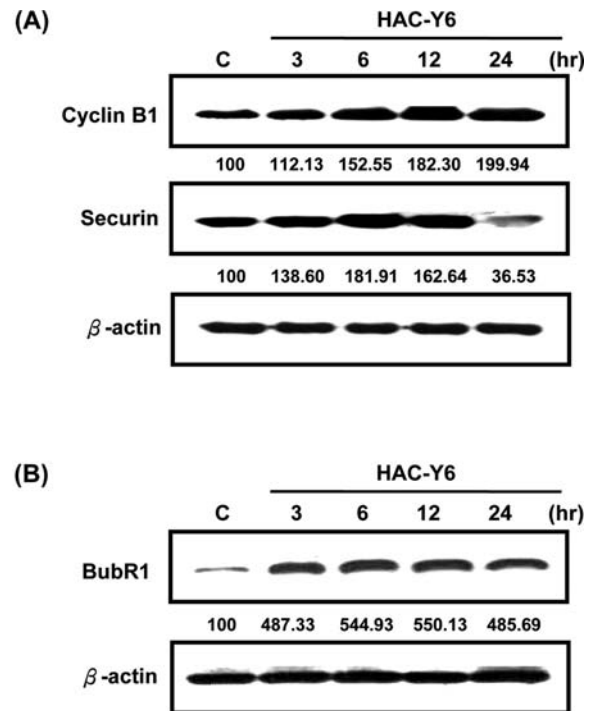 (A)
HAC-Y6
C 3 6 12 24 (hr)
Cyclin B1
100 112.13 152.55 182.30 199.94
Securin
100 138.60 181.91 162.64 36.53
β-actin
(B)
HAC-Y6
C 3 6 12 24 (hr)
BubR1
100 487.33 544.93 550.13 485.69
β-actin